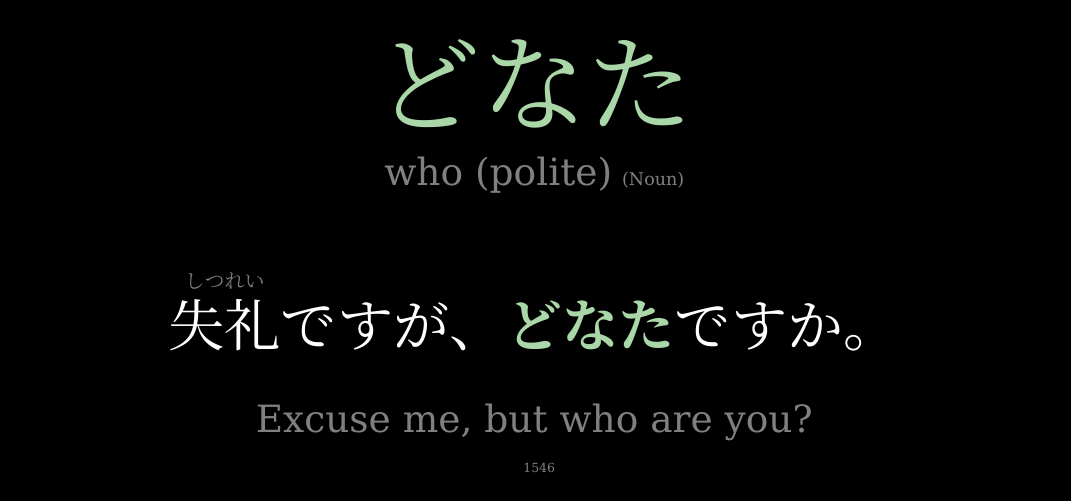 どなた
who (polite) (Noun)
しつれい
失礼ですが、どなたですか。
Excuse me, but who are you?
1546